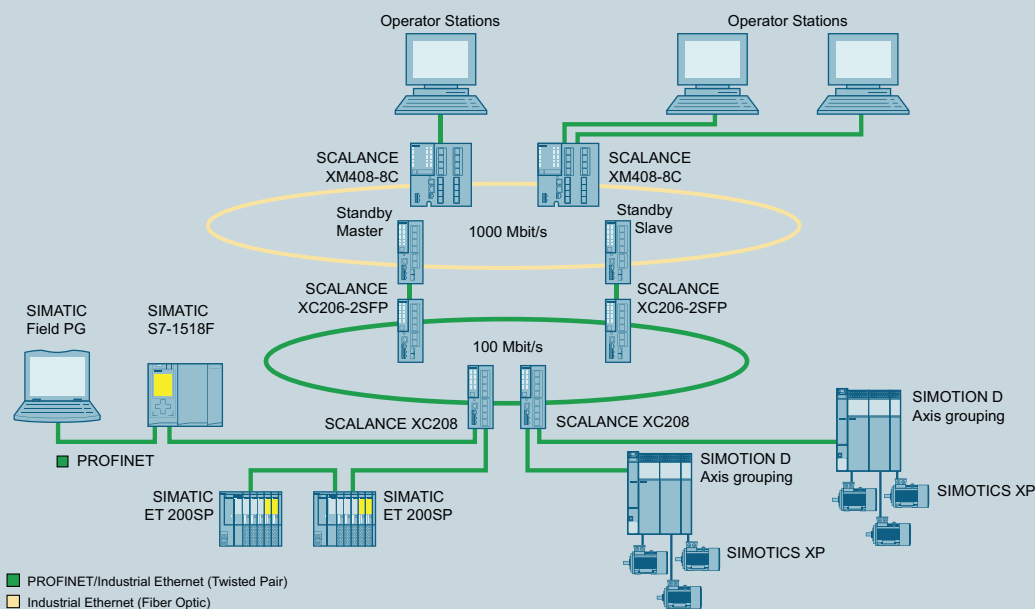 Operator Stations
Operator Stations
SCALANCE
XM408-8C
SCALANCE
XM408-8C
Standby
Master
1000 Mbit/s
Standby
Slave
SCALANCE
XC206-2SFP
SCALANCE
XC206-2SFP
SIMATIC
Field PG
SIMATIC
S7-1518F
100 Mbit/s
SCALANCE XC208
SCALANCE XC208
SIMOTION D
Axis grouping
PROFINET
SIMATIC
ET 200SP
SIMATIC
ET 200SP
SIMOTION D
Axis grouping
SIMOTICS XP
SIMOTICS XP
PROFINET/Industrial Ethernet (Twisted Pair)
Industrial Ethernet (Fiber Optic)